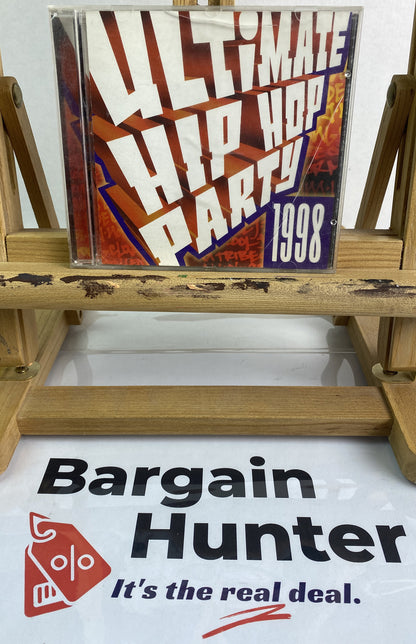 ULTiMATE
HIP HOP
PARTY
1998
Bargain
Hunter
%
It's the real deal.